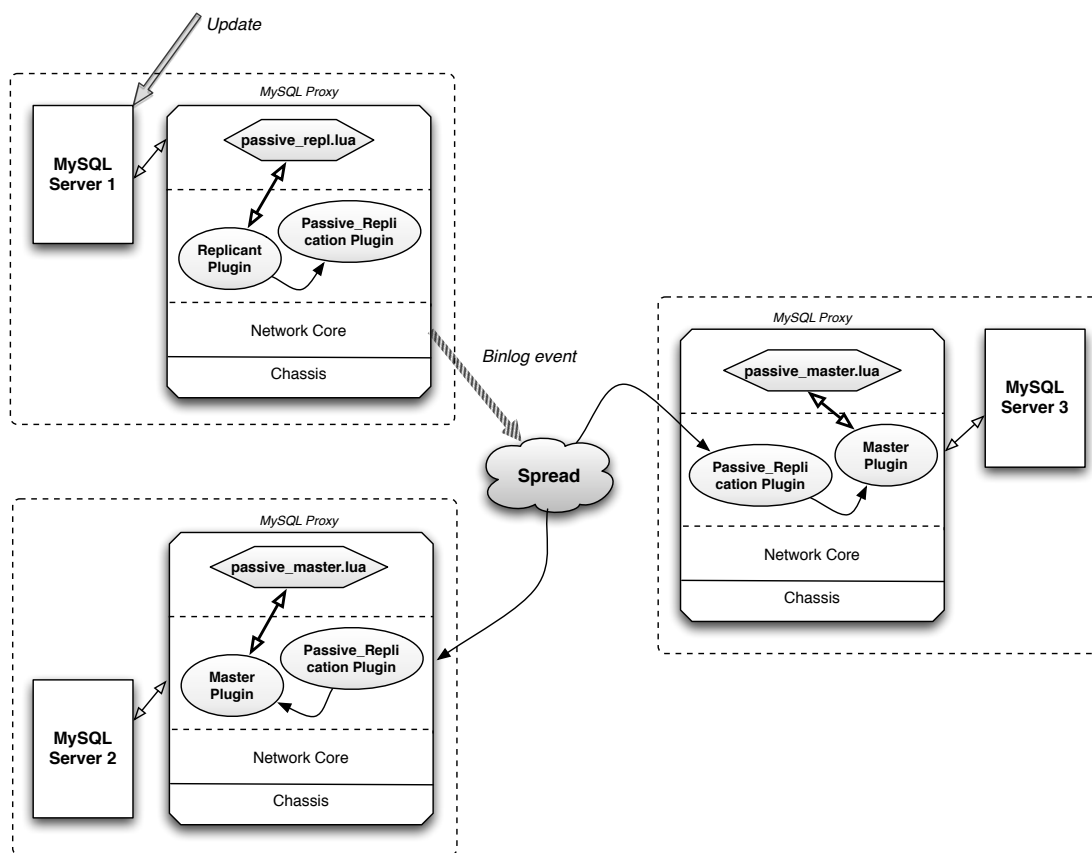 Update
MySQL Proxy
MySQL
Server 1
passive_repl.lua
Passive_Repli
cation Plugin
Replicant
Plugin
Network Core
Chassis
Binlog event
Spread
MySQL Proxy
passive_master.lua
MySQL
Server 3
Master
Plugin
Passive_Repli
cation Plugin
Network Core
Chassis
MySQL Proxy
passive_master.lua
Passive_Repli
cation Plugin
Master
Plugin
MySQL
Server 2
Network Core
Chassis